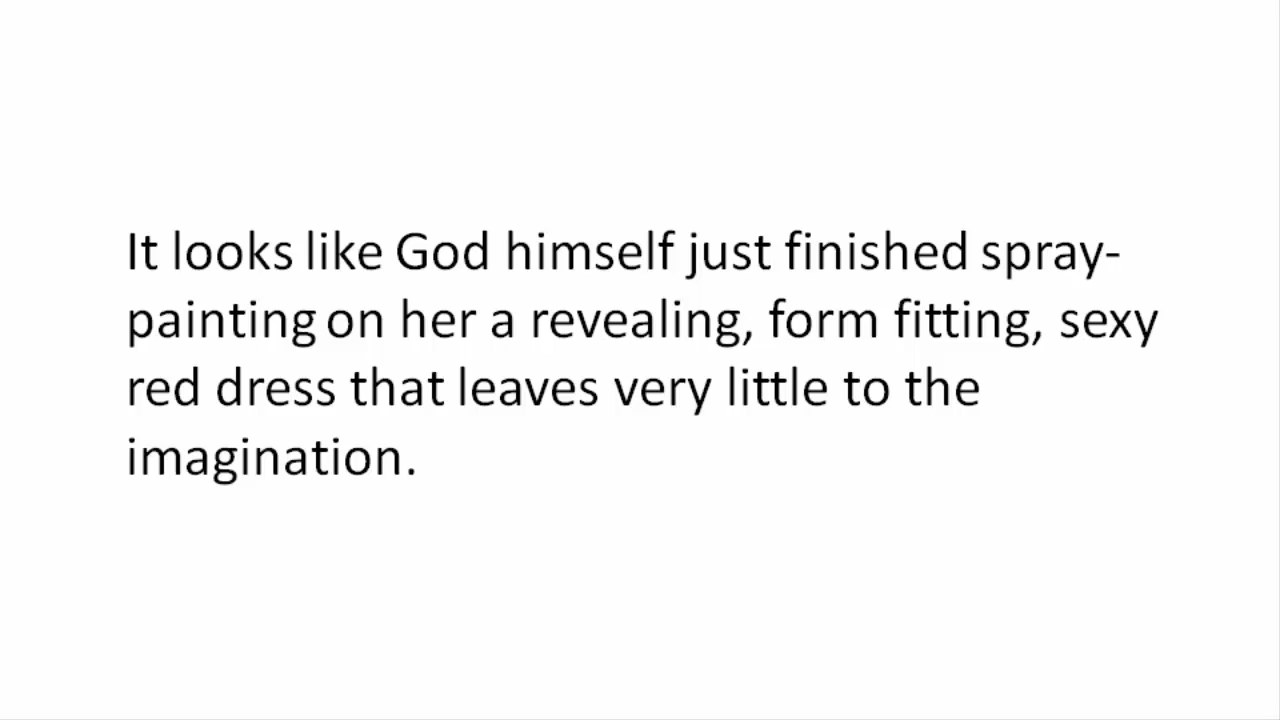 It looks like God himself just finished spray-
painting on her a revealing, form fitting, sexy
red dress that leaves very little to the
imagination.